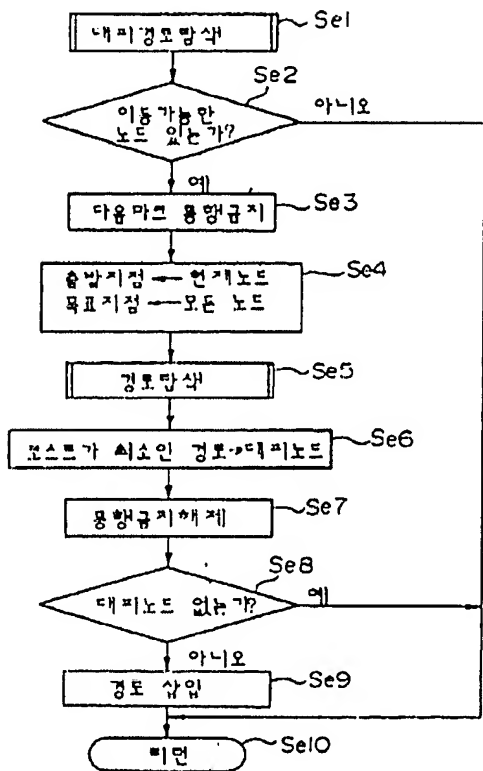 대피경로탐색
Se1
Se2
이동가능한
노드 있는가?
아니오
예
다음마크 통행금지
Se3
출발지점 ← 현재노드
목표지점 ← 모든 노드
Se4
경로탐색
Se5
코스트가 최소인 경로→대피노드
Se6
통행금지해제
Se7
Se8
대피노드 없는가?
예
아니오
경로 삽입
Se9
리턴
Se10